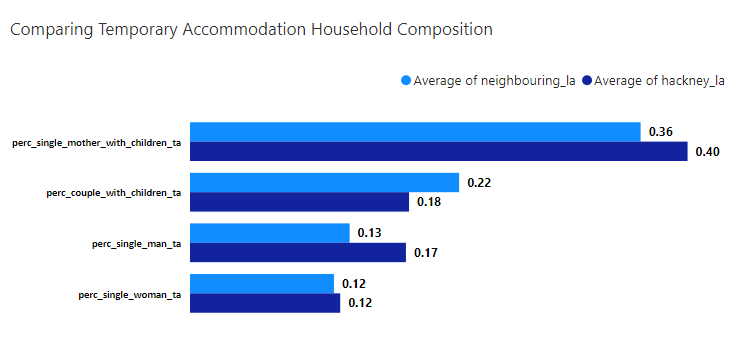 Comparing Temporary Accommodation Household Composition
Average of neighbouring_la Average of hackney_la
perc_single_mother_with_children_ta
0.36
0.40
perc_couple_with_children_ta
0.22
0.18
perc_single_man_ta
0.13
0.17
perc_single_woman_ta
0.12
0.12